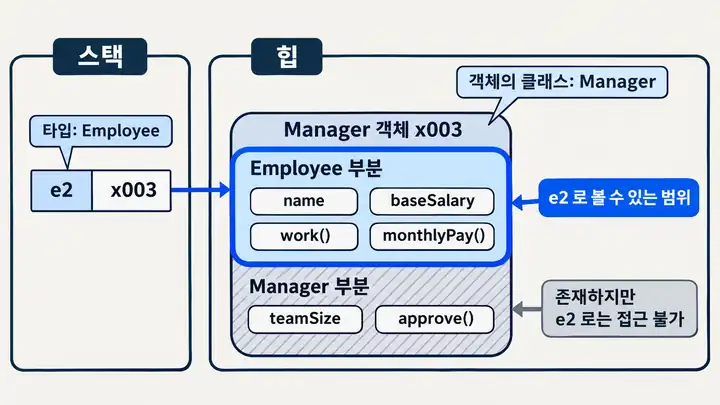 스택
힙
타입: Employee
e2
x003
객체의 클래스: Manager
Manager 객체 x003
Employee 부분
name
baseSalary
work()
monthlyPay()
e2 로 볼 수 있는 범위
Manager 부분
teamSize
approve()
존재하지만
e2 로는 접근 불가